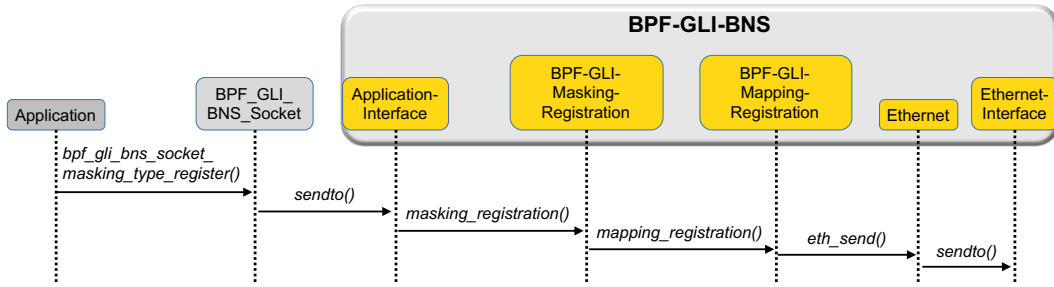 BPF-GLI-BNS
Application
BPF_GLI_
BNS_Socket
Application-
Interface
BPF-GLI-
Masking-
Registration
BPF-GLI-
Mapping-
Registration
Ethernet
Ethernet-
Interface
bpf_gli_bns_socket_
masking_type_register()
sendto()
masking_registration()
mapping_registration()
eth_send()
sendto()